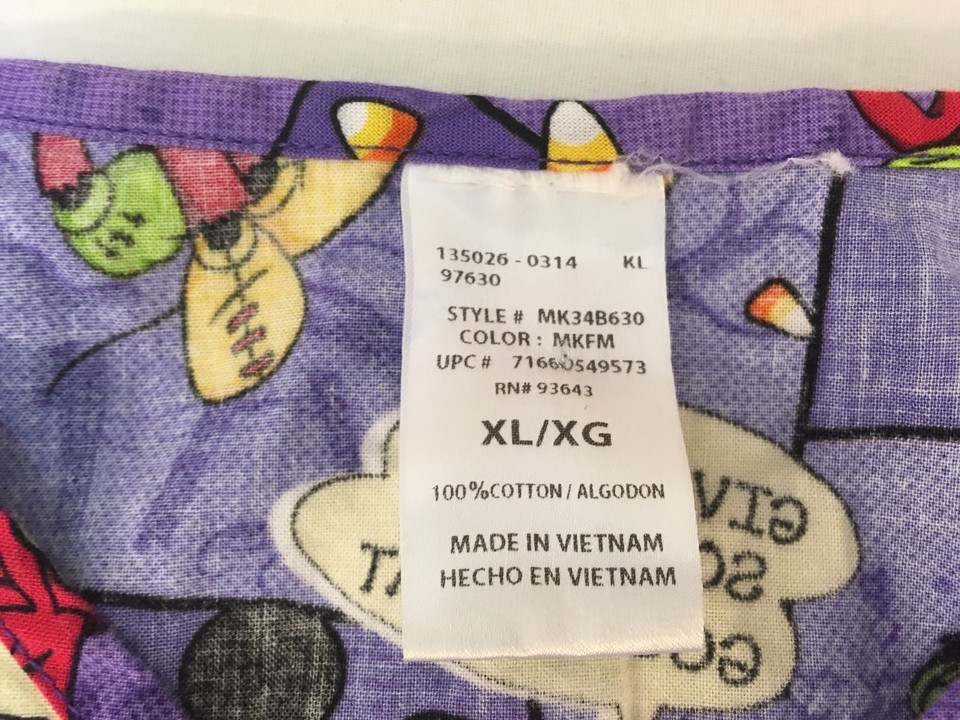 135026 - 0314 KL
97630
STYLE # MK34B630
COLOR : MKFM
UPC # 71660549573
RN# 93643
XL/XG
100%COTTON / ALGODON
MADE IN VIETNAM
HECHO EN VIETNAM